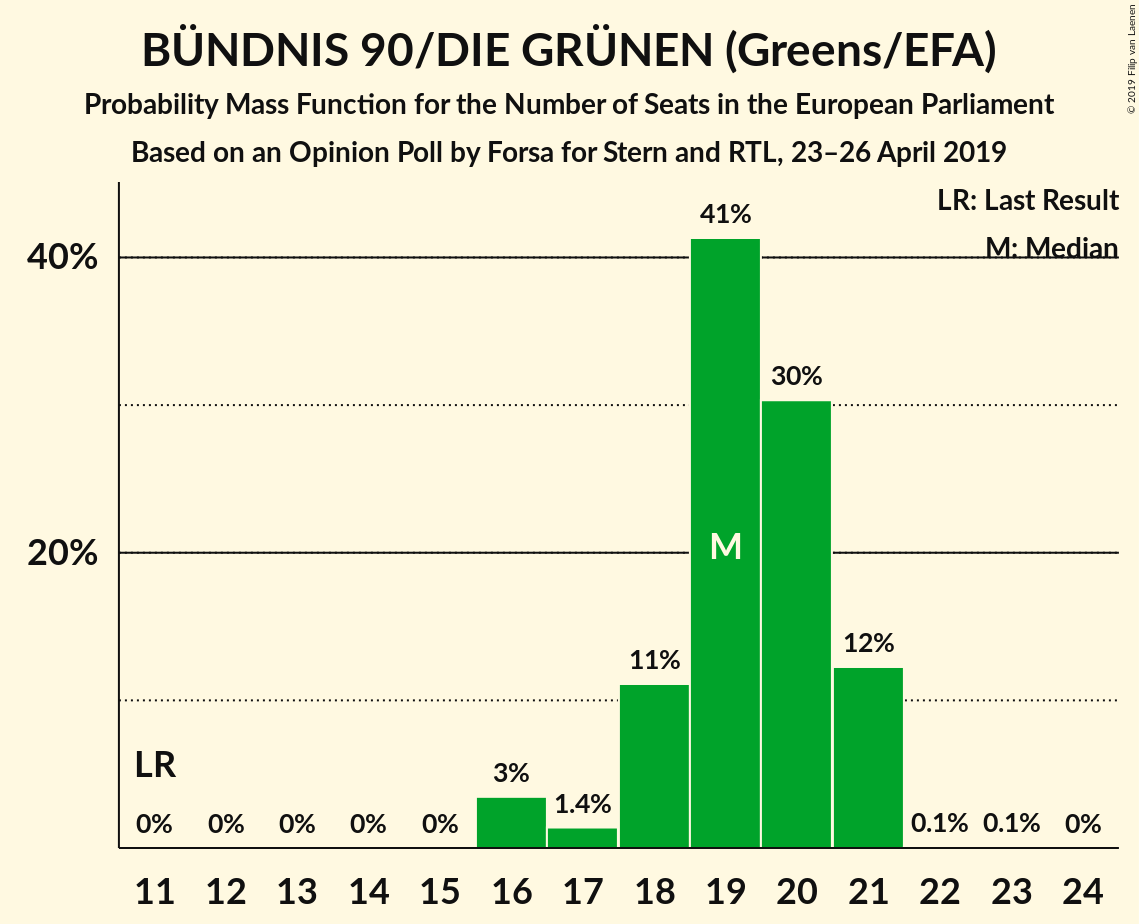 BÜNDNIS 90/DIE GRÜNEN (Greens/EFA)
Probability Mass Function for the Number of Seats in the European Parliament
Based on an Opinion Poll by Forsa for Stern and RTL, 23–26 April 2019
© 2019 Filip van Laenen
LR: Last Result
M: Median
41%
40%
30%
M
20%
12%
11%
LR
3%
1.4%
0% 0% 0% 0% 0% 0.1% 0.1% 0%
11 12 13 14 15 16 17 18 19 20 21 22 23 24